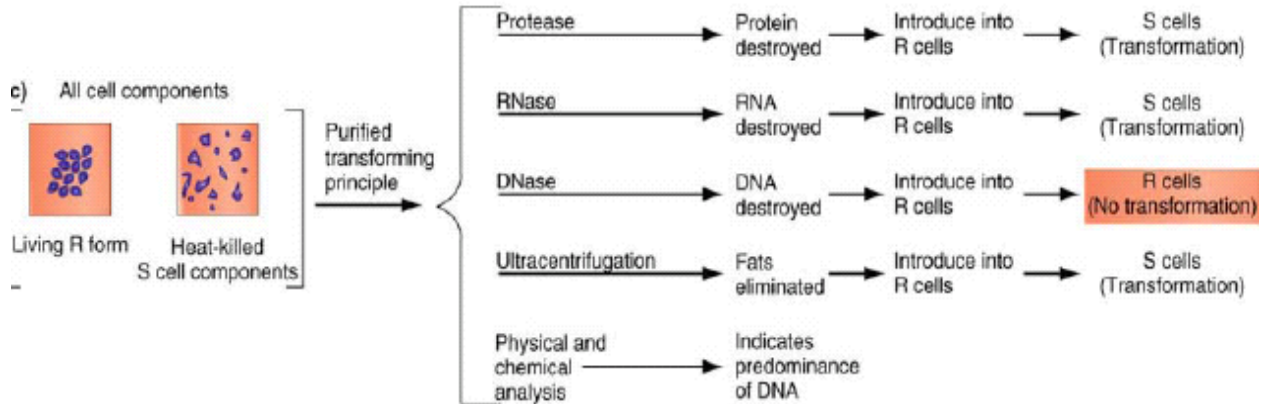 Protease
Protein
destroyed
Introduce into
R cells
S cells
(Transformation)
c) All cell components
RNase
RNA
destroyed
Introduce into
R cells
S cells
(Transformation)
Purified
transforming
principle
DNase
DNA
destroyed
Introduce into
R cells
R cells
(No transformation)
Living R form
Heat-killed
S cell components
Ultracentrifugation
Fats
eliminated
Introduce into
R cells
S cells
(Transformation)
Physical and
chemical
analysis
Indicates
predominance
of DNA